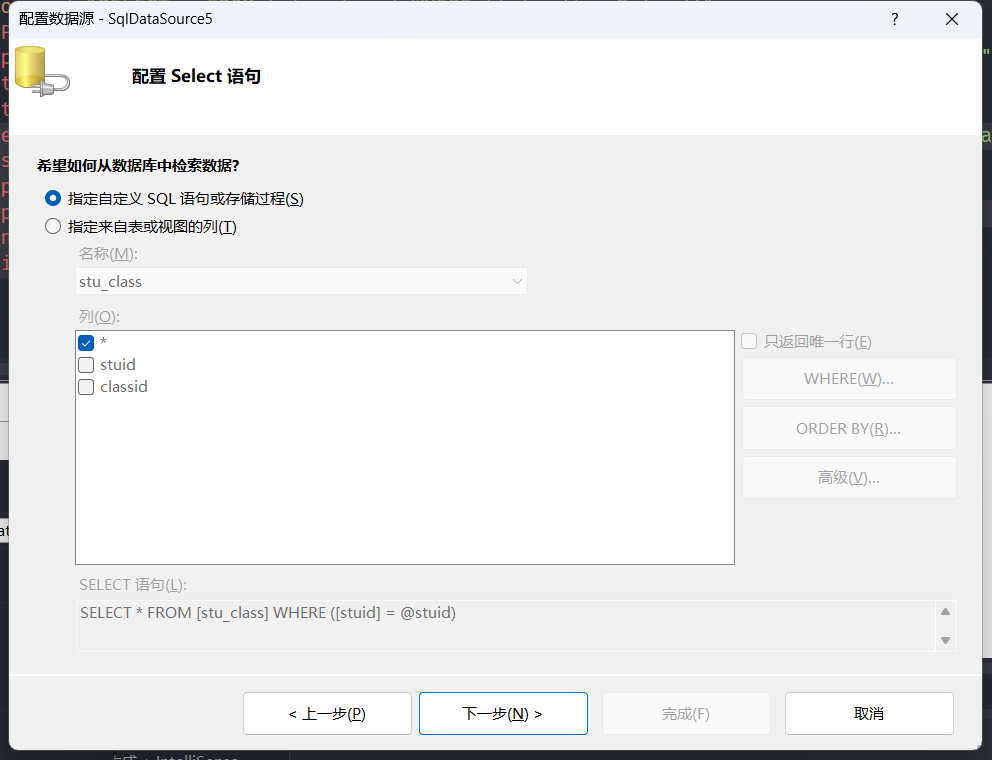 配置数据源 - SqlDataSource5
?
配置 Select 语句
希望如何从数据库中检索数据?
指定自定义 SQL 语句或存储过程(S)
指定来自表或视图的列(T)
名称(M):
stu_class
列(O):
*
只返回唯一行(E)
stuid
classid
WHERE(W)...
ORDER BY(R)...
高级(V)...
SELECT 语句(L):
SELECT * FROM [stu_class] WHERE ([stuid] = @stuid)
< 上一步(P)
下一步(N) >
完成(F)
取消